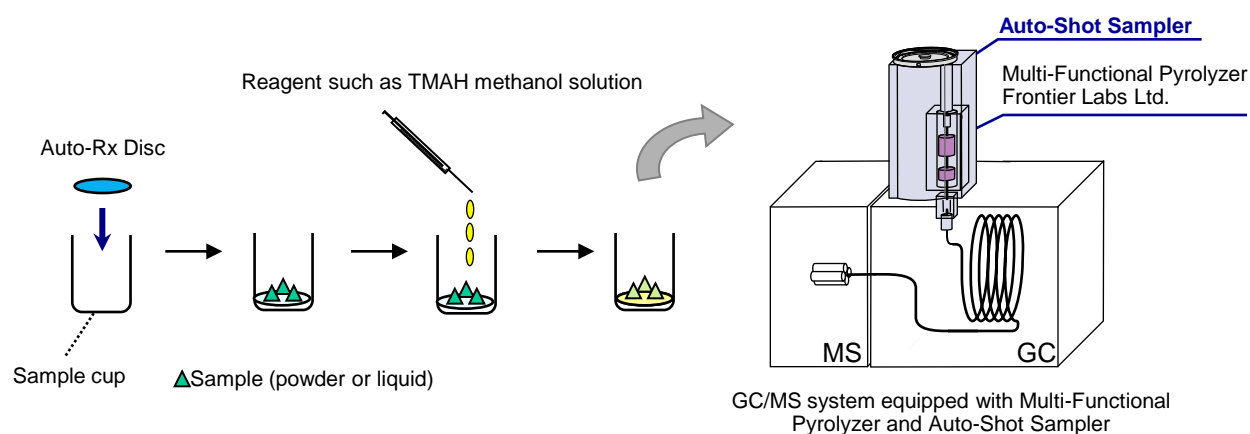 Auto-Shot Sampler
Multi-Functional Pyrolyzer
Frontier Labs Ltd.
Reagent such as TMAH methanol solution
Auto-Rx Disc
Sample cup
Sample (powder or liquid)
MS
GC
GC/MS system equipped with Multi-Functional
Pyrolyzer and Auto-Shot Sampler